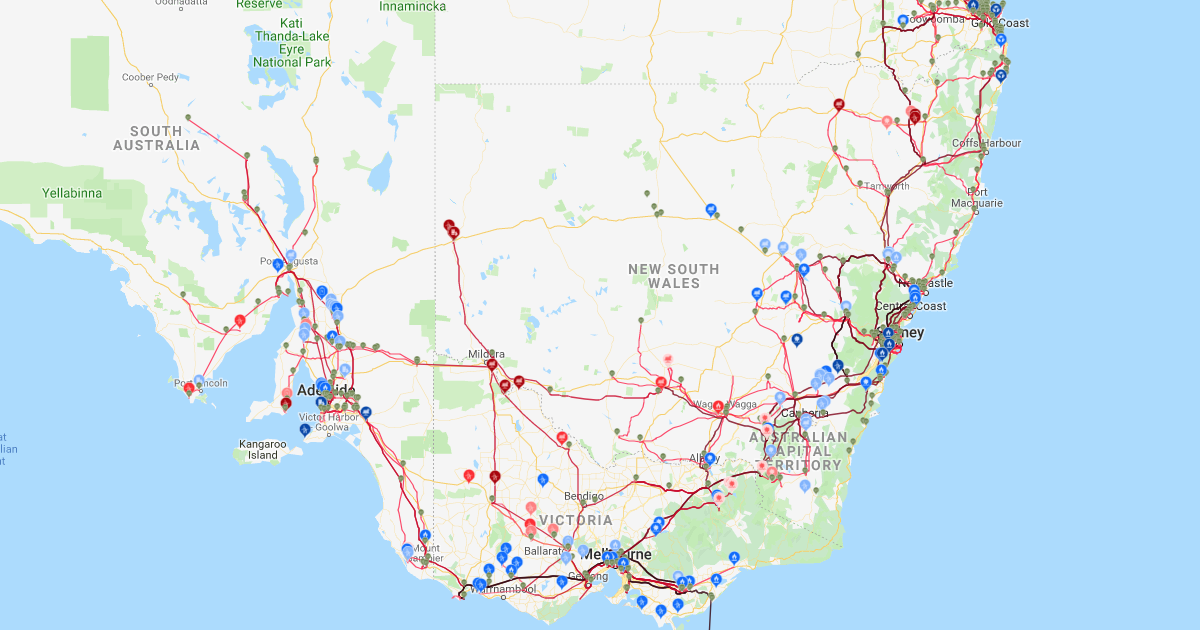 Oodnadatta
Reserve
Innamincka
Kati
Thanda-Lake
Eyre
National Park
Coober Pedy
SOUTH
AUSTRALIA
Yellabinna
Toowoomba
Gold Coast
Coffs Harbour
Tamworth
Port
Macquarie
NEW SOUTH
WALES
Newcastle
Central Coast
Sydney
Mildura
Adelaide
Victor Harbor
Goolwa
Kangaroo
Island
Wagga Wagga
Canberra
AUSTRALIAN
CAPITAL
TERRITORY
Albury
Bendigo
VICTORIA
Ballarat
Melbourne
Geelong
Mount
Gambier
Warrnambool
Port Lincoln